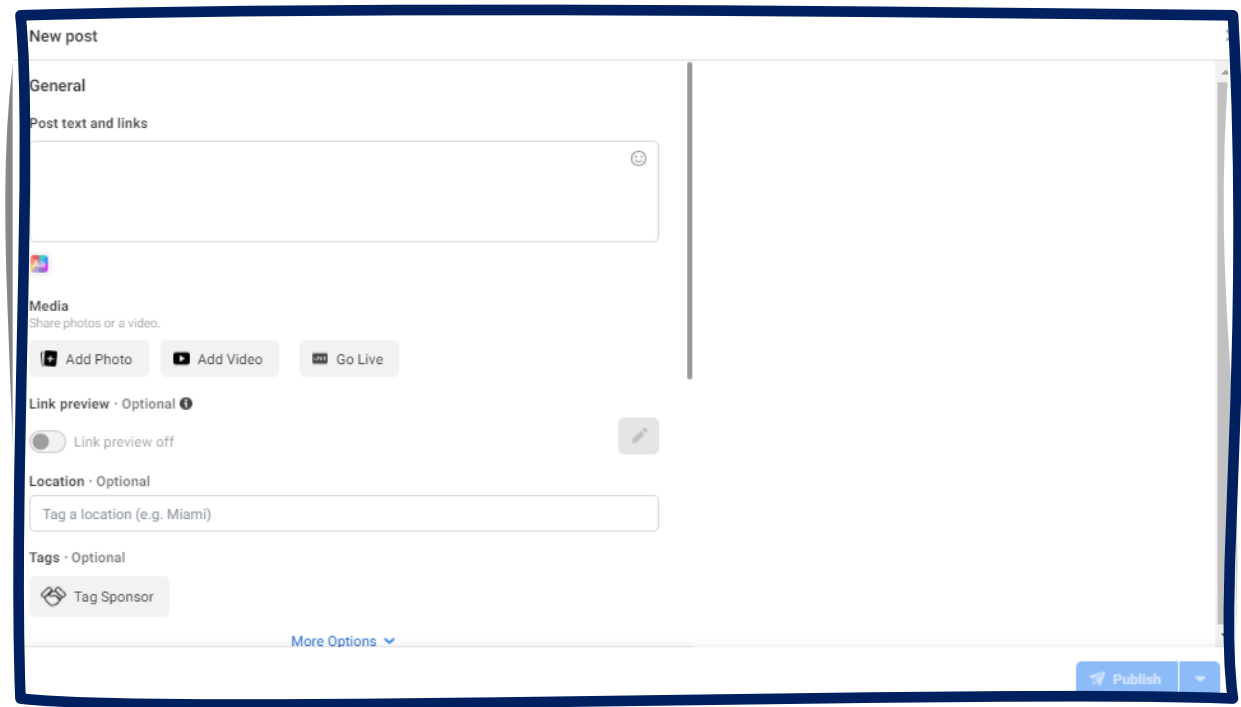 New post
General
Post text and links
Media
Share photos or a video.
Add Photo
Add Video
Go Live
Link preview · Optional
Link preview off
Location · Optional
Tag a location (e.g. Miami)
Tags · Optional
Tag Sponsor
More Options
Publish